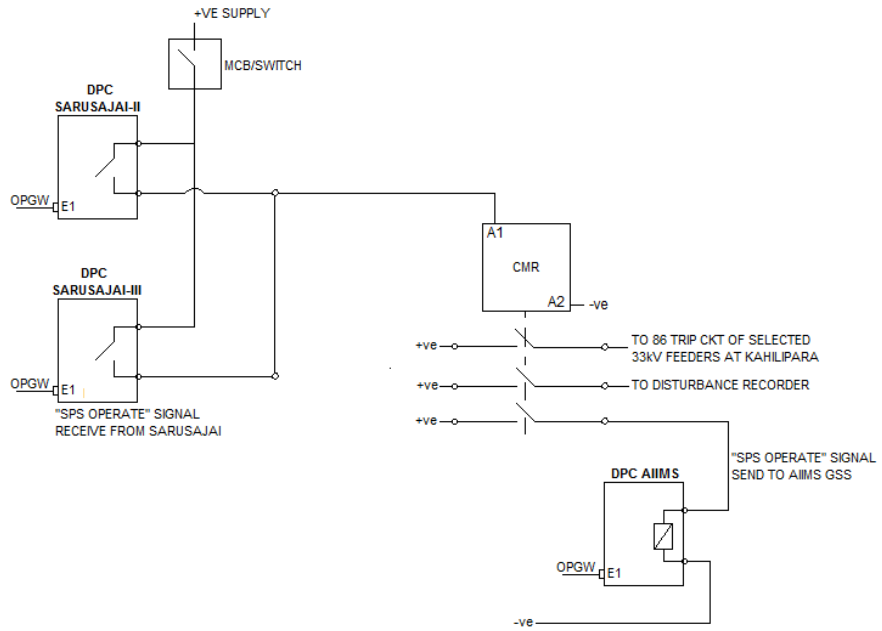 +VE SUPPLY
MCB/SWITCH
DPC
SARUSAJAI-II
OPGW
E1
DPC
SARUSAJAI-III
OPGW
E1
"SPS OPERATE" SIGNAL
RECEIVE FROM SARUSAJAI
A1
CMR
A2
-ve
+ve
TO 86 TRIP CKT OF SELECTED
33kV FEEDERS AT KAHILIPARA
+ve
TO DISTURBANCE RECORDER
+ve
"SPS OPERATE" SIGNAL
SEND TO AIIMS GSS
DPC AIIMS
OPGW
E1
-ve